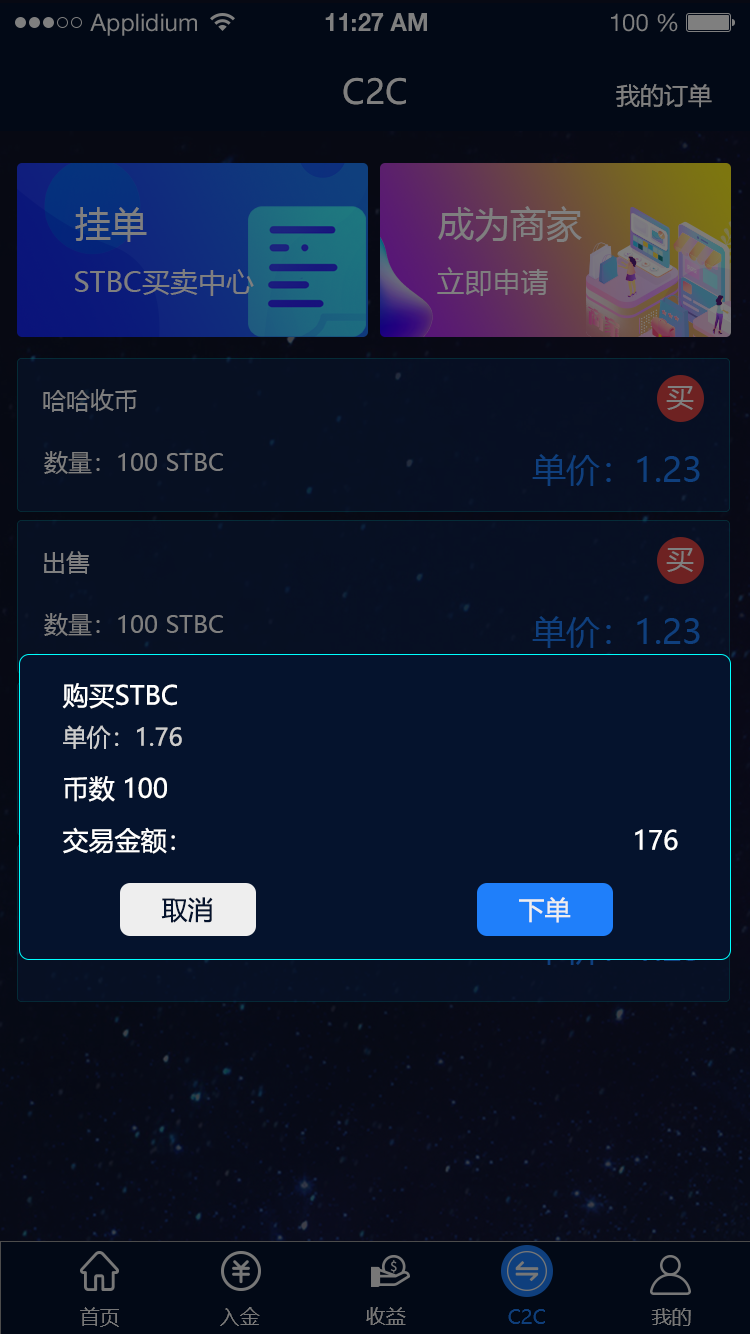 Applidium 11:27 AM 100 %
C2C 我的订单
挂单
STBC买卖中心
成为商家
立即申请
哈哈收币 买
数量：100 STBC 单价：1.23
出售 买
数量：100 STBC 单价：1.23
购买STBC
单价：1.76
币数 100
交易金额： 176
取消 下单
首页 入金 收益 C2C 我的